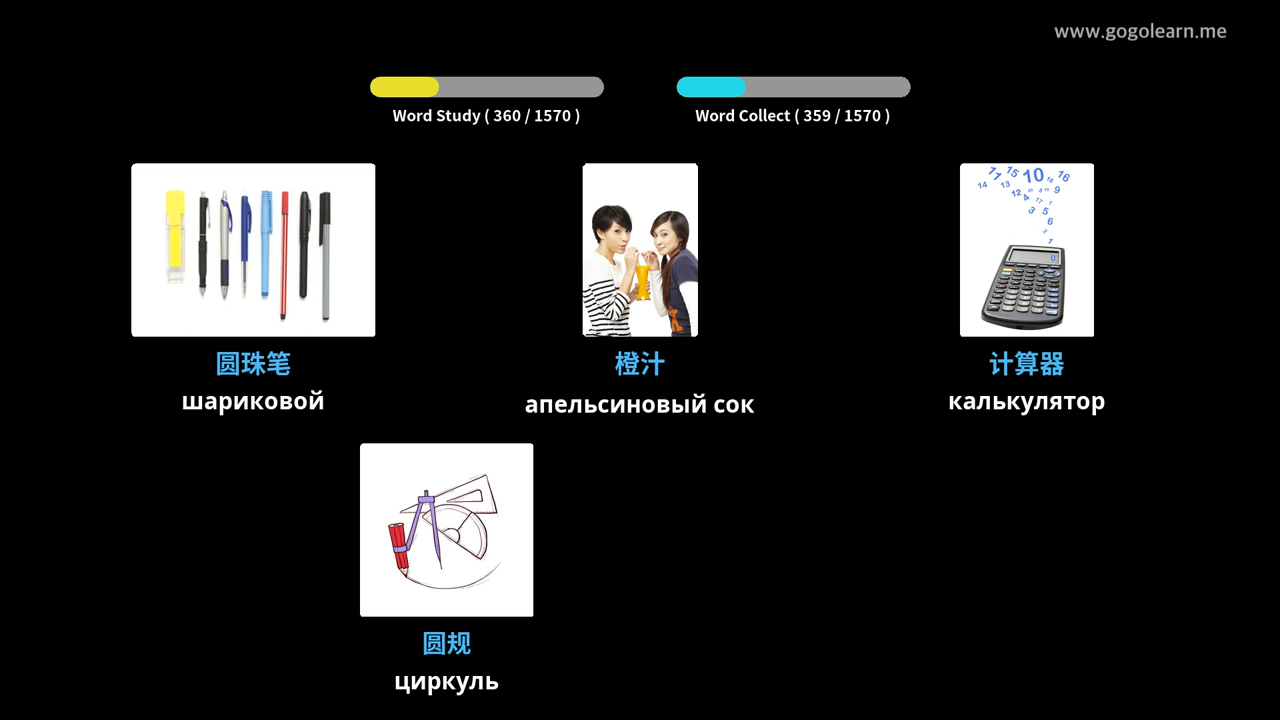 www.gogolearn.me
Word Study ( 360 / 1570 )
Word Collect ( 359 / 1570 )
圆珠笔
шариковой
橙汁
апельсиновый сок
计算器
калькулятор
圆规
циркуль